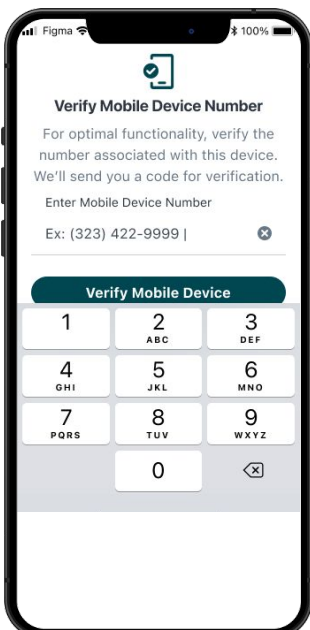 Figma 100%
Verify Mobile Device Number
For optimal functionality, verify the
number associated with this device.
We'll send you a code for verification.
Enter Mobile Device Number
Ex: (323) 422-9999 |
Verify Mobile Device
1 2 3
ABC DEF
4 5 6
GHI JKL MNO
7 8 9
PQRS TUV WXYZ
0